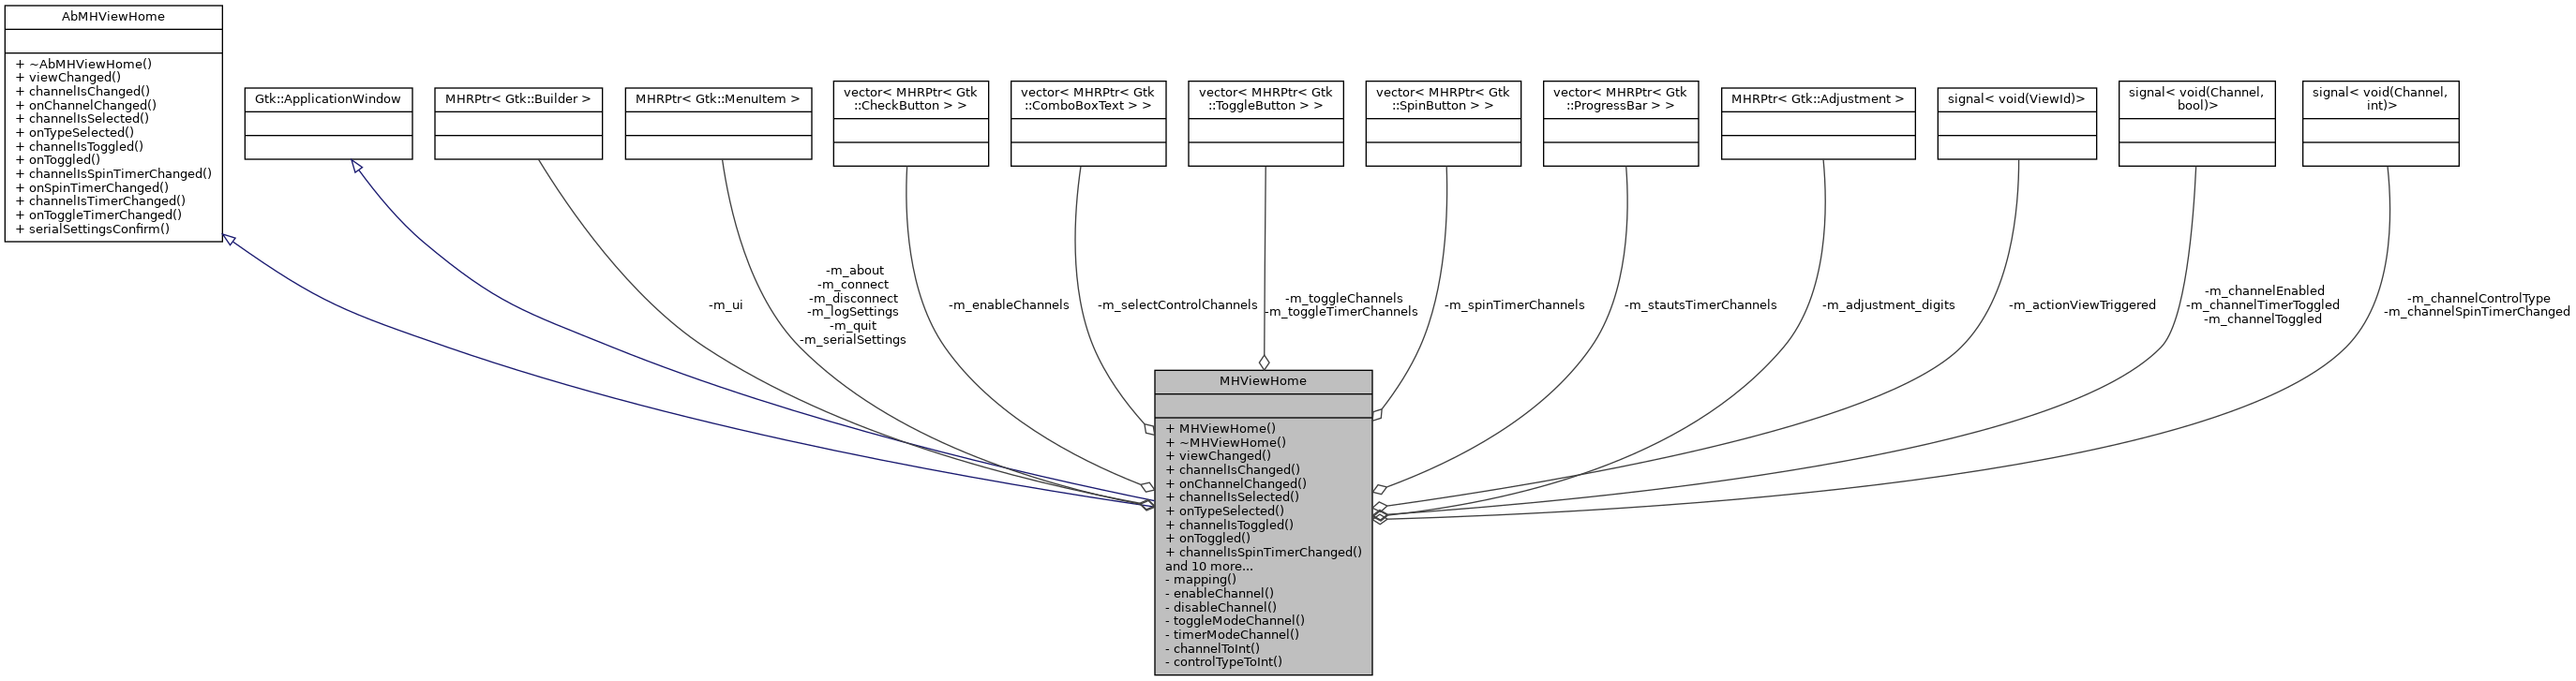 AbMHViewHome
+ ~AbMHViewHome()
+ viewChanged()
+ channelIsChanged()
+ onChannelChanged()
+ channelIsSelected()
+ onTypeSelected()
+ channelIsToggled()
+ onToggled()
+ channelIsSpinTimerChanged()
+ onSpinTimerChanged()
+ channelIsTimerChanged()
+ onToggleTimerChanged()
+ serialSettingsConfirm()
Gtk::ApplicationWindow
MHRPtr< Gtk::Builder >
MHRPtr< Gtk::MenuItem >
vector< MHRPtr< Gtk
::CheckButton > >
vector< MHRPtr< Gtk
::ComboBoxText > >
vector< MHRPtr< Gtk
::ToggleButton > >
vector< MHRPtr< Gtk
::SpinButton > >
vector< MHRPtr< Gtk
::ProgressBar > >
MHRPtr< Gtk::Adjustment >
signal< void(ViewId)>
signal< void(Channel,
bool)>
signal< void(Channel,
int)>
-m_ui
-m_about
-m_connect
-m_disconnect
-m_logSettings
-m_quit
-m_serialSettings
-m_enableChannels
-m_selectControlChannels
-m_toggleChannels
-m_toggleTimerChannels
-m_spinTimerChannels
-m_stautsTimerChannels
-m_adjustment_digits
-m_actionViewTriggered
-m_channelEnabled
-m_channelTimerToggled
-m_channelToggled
-m_channelControlType
-m_channelSpinTimerChanged
MHViewHome
+ MHViewHome()
+ ~MHViewHome()
+ viewChanged()
+ channelIsChanged()
+ onChannelChanged()
+ channelIsSelected()
+ onTypeSelected()
+ channelIsToggled()
+ onToggled()
+ channelIsSpinTimerChanged()
and 10 more...
- mapping()
- enableChannel()
- disableChannel()
- toggleModeChannel()
- timerModeChannel()
- channelToInt()
- controlTypeToInt()